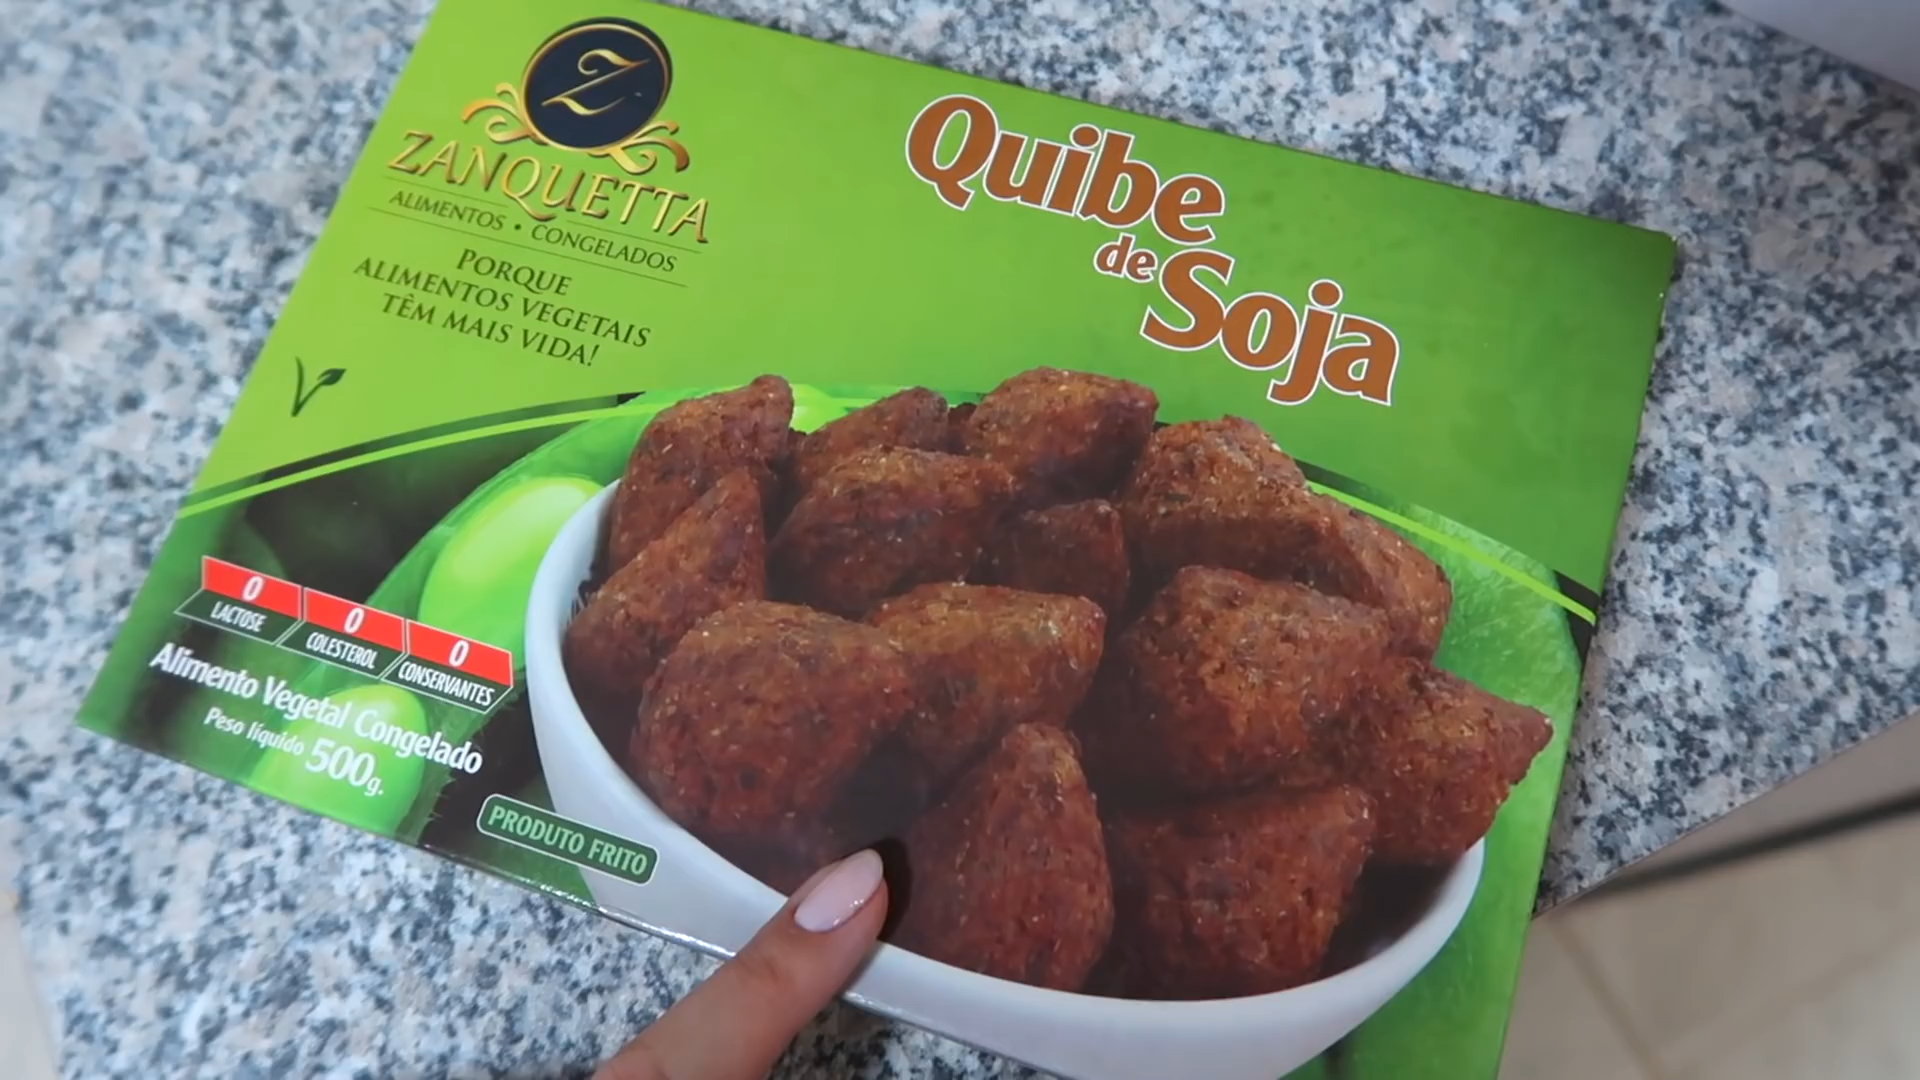 Z
ZANQUETTA
ALIMENTOS • CONGELADOS
PORQUE
ALIMENTOS VEGETAIS
TÊM MAIS VIDA!
Quibe
de Soja
0 0 0
LACTOSE COLESTEROL CONSERVANTES
Alimento Vegetal Congelado
Peso líquido 500g.
PRODUTO FRITO